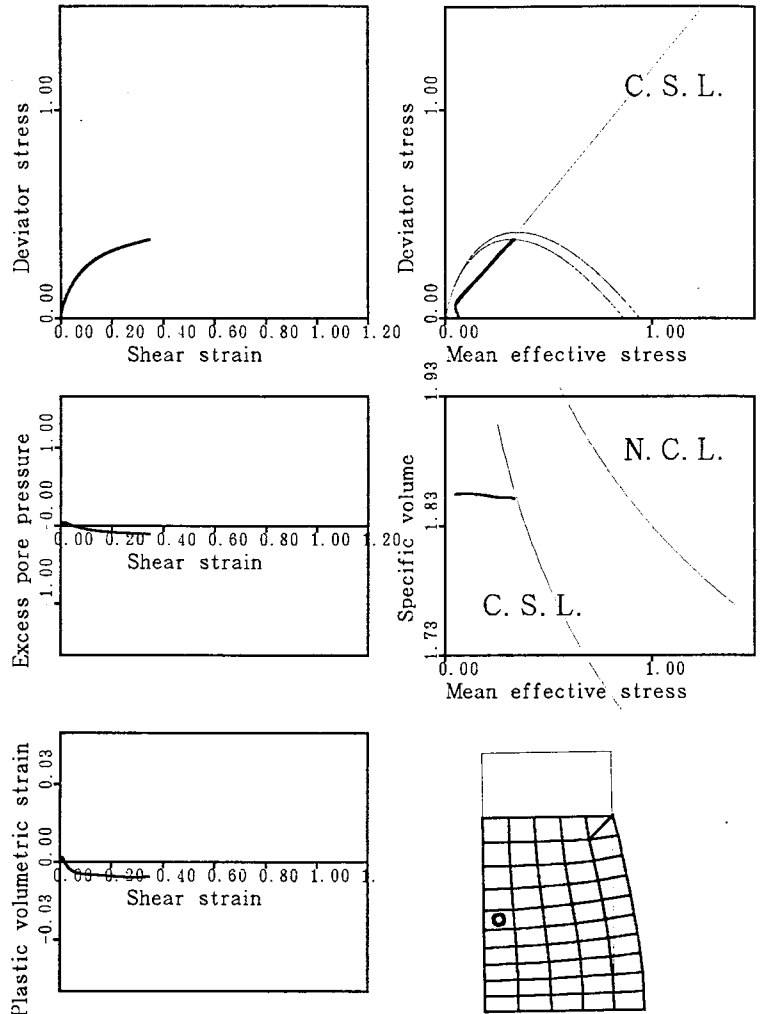 Deviator stress
1.00
0.00
0.00 0.20 0.40 0.60 0.80 1.00 1.20
Shear strain
Deviator stress
1.00
0.00
C. S. L.
0.00 1.00
Mean effective stress
Excess pore pressure
1.00
-0.00
-1.00
0.00 0.20 0.40 0.60 0.80 1.00 1.20
Shear strain
Specific volume
1.93
1.83
1.73
N. C. L.
C. S. L.
0.00 1.00
Mean effective stress
Plastic volumetric strain
0.03
0.00
-0.03
0.00 0.20 0.40 0.60 0.80 1.00 1.
Shear strain